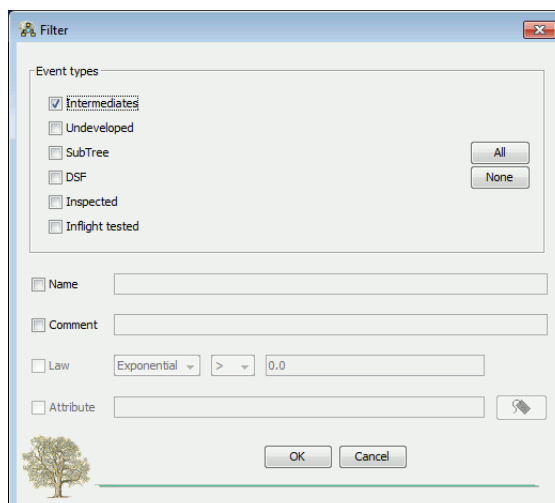 Filter
Event types
Intermediates
Undeveloped
SubTree
All
DSF
None
Inspected
Inflight tested
Name
Comment
Law Exponential > 0.0
Attribute
OK Cancel